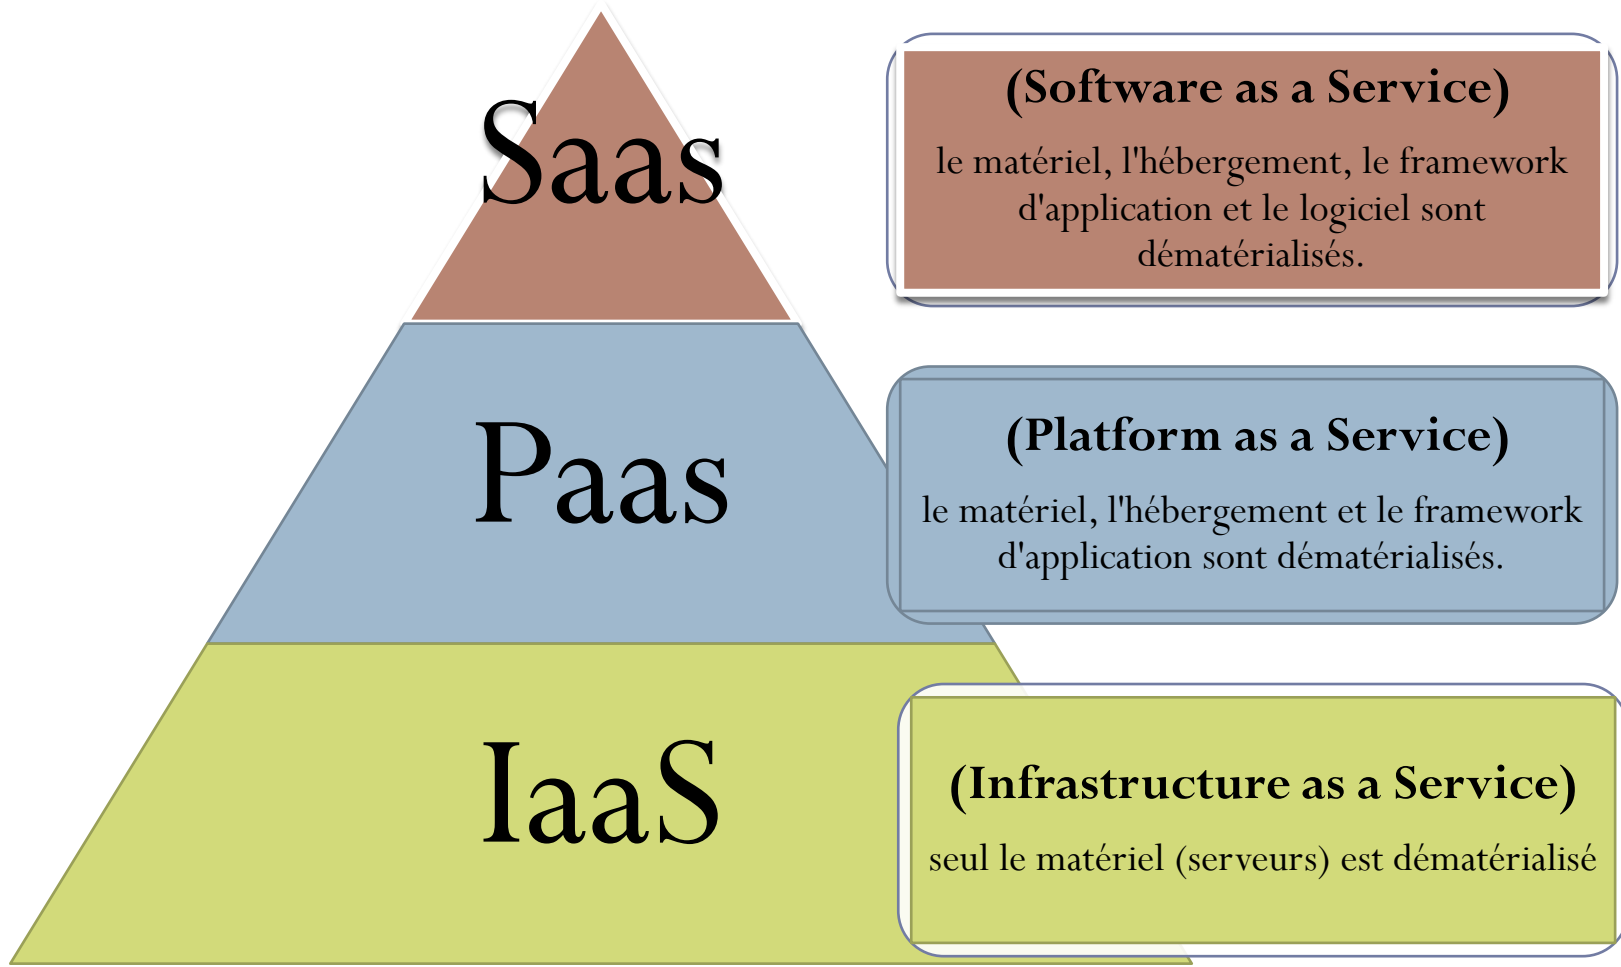 Saas
(Software as a Service)
le matériel, l'hébergement, le framework
d'application et le logiciel sont
dématérialisés.
Paas
(Platform as a Service)
le matériel, l'hébergement et le framework
d'application sont dématérialisés.
IaaS
(Infrastructure as a Service)
seul le matériel (serveurs) est dématérialisé